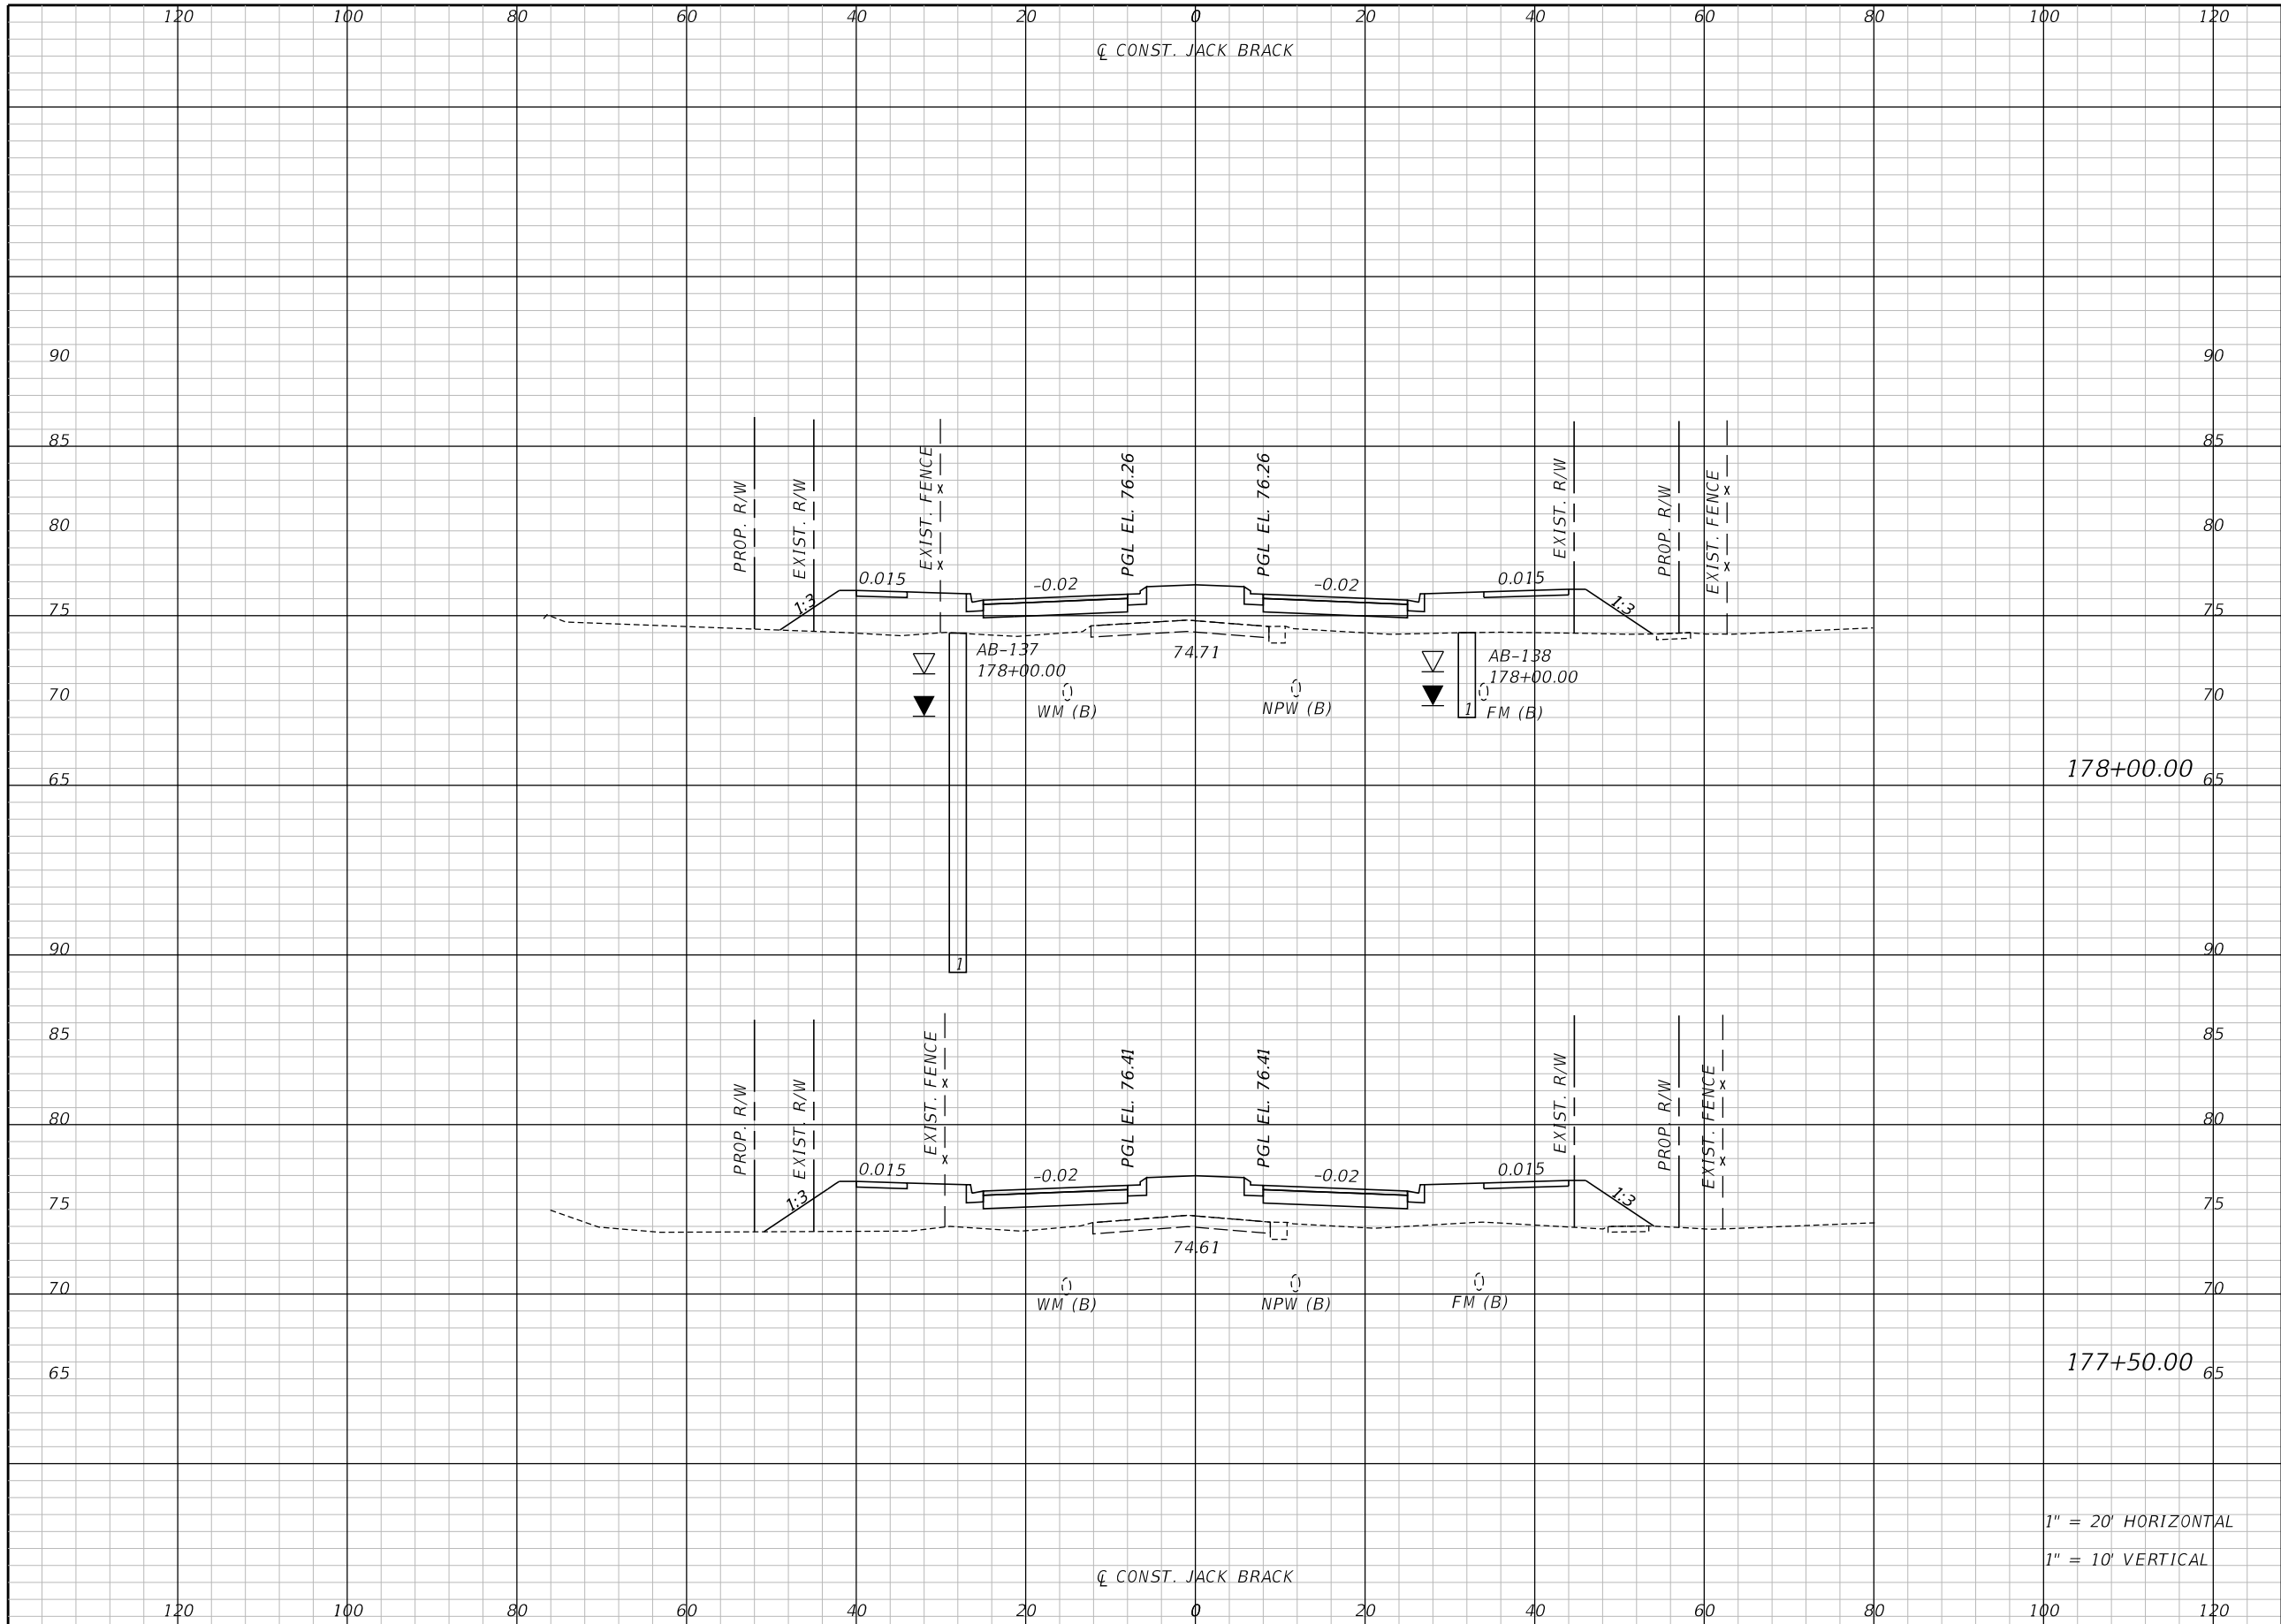 120 100 80 60 40 20 0 20 40 60 80 100 120
℄ CONST. JACK BRACK
90 90
85 85
PROP. R/W
EXIST. R/W
EXIST. FENCE
PGL EL. 76.26
PGL EL. 76.26
EXIST. R/W
PROP. R/W
EXIST. FENCE
80 80
0.015 -0.02 -0.02 0.015
1:3 1:3
75 75
74.71
AB-137
178+00.00
AB-138
178+00.00
70 70
WM (B) NPW (B) 1 FM (B)
178+00.00
65 65
90 90
1
85 85
PROP. R/W
EXIST. R/W
EXIST. FENCE
PGL EL. 76.41
PGL EL. 76.41
EXIST. R/W
PROP. R/W
EXIST. FENCE
80 80
0.015 -0.02 -0.02 0.015
1:3 1:3
75 75
74.61
70 70
WM (B) NPW (B) FM (B)
177+50.00
65 65
1" = 20' HORIZONTAL
1" = 10' VERTICAL
℄ CONST. JACK BRACK
120 100 80 60 40 20 0 20 40 60 80 100 120